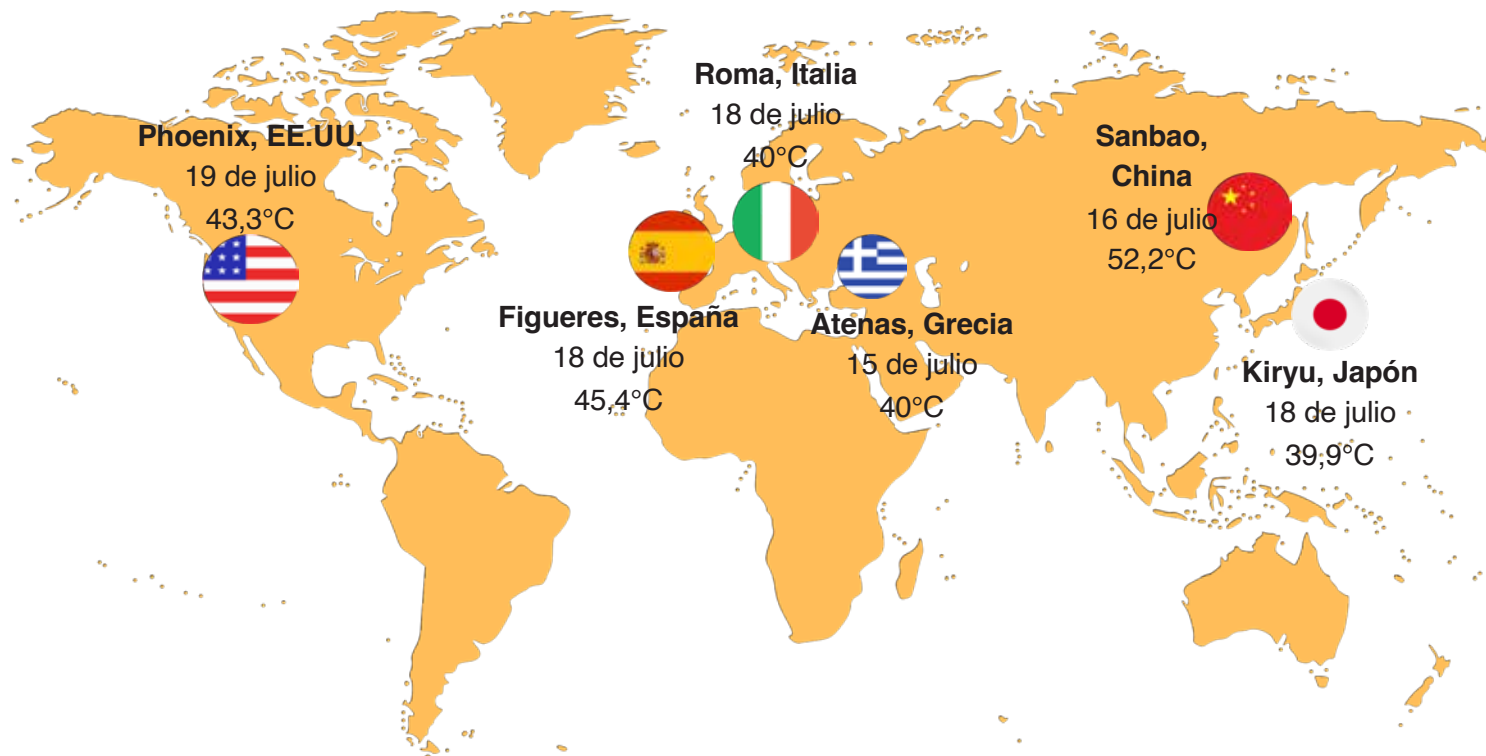 Roma, Italia
18 de julio
40°C
Phoenix, EE.UU.
19 de julio
43,3°C
Sanbao,
China
16 de julio
52,2°C
Figueres, España
18 de julio
45,4°C
Atenas, Grecia
15 de julio
40°C
Kiryu, Japón
18 de julio
39,9°C